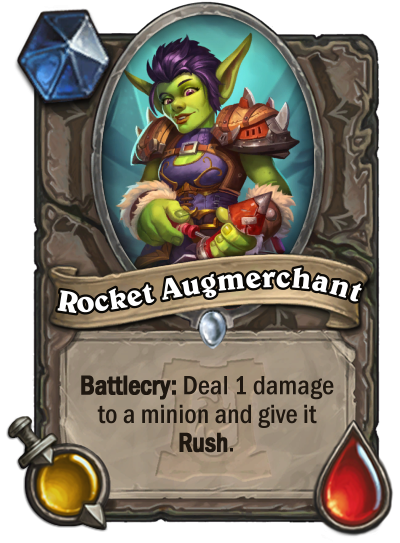 Rocket Augmerchant
Battlecry: Deal 1 damage
to a minion and give it
Rush.